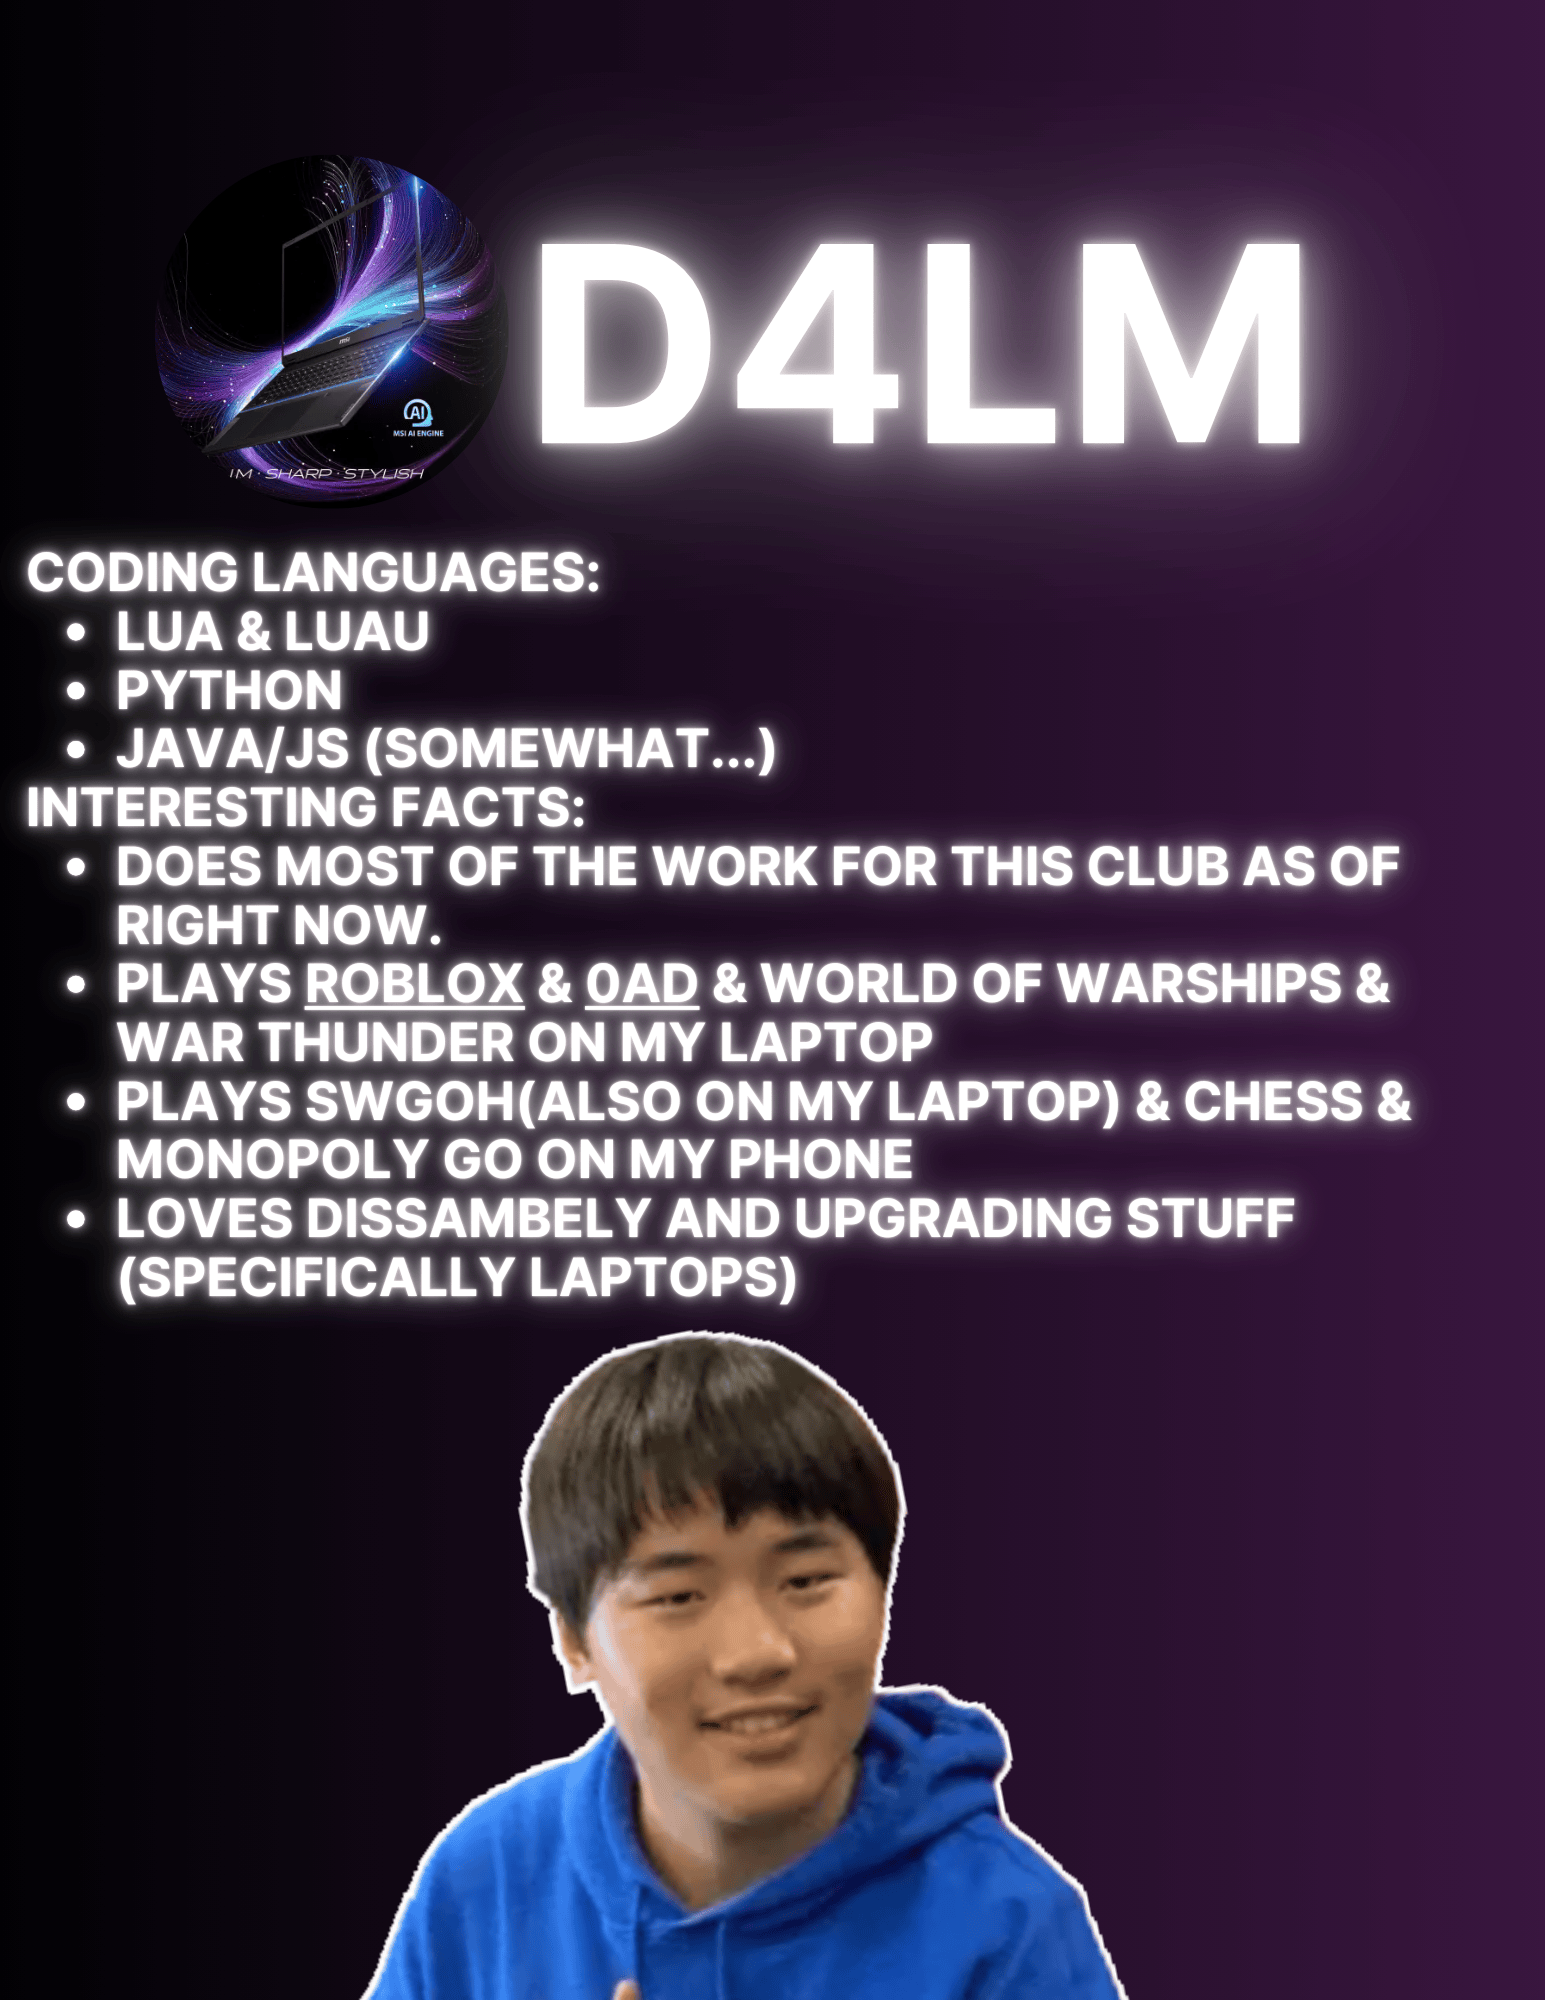 D4LM
msi
AI
MSI AI ENGINE
I'M · SHARP · STYLISH
CODING LANGUAGES:
• LUA & LUAU
• PYTHON
• JAVA/JS (SOMEWHAT...)
INTERESTING FACTS:
• DOES MOST OF THE WORK FOR THIS CLUB AS OF
RIGHT NOW.
• PLAYS ROBLOX & 0AD & WORLD OF WARSHIPS &
WAR THUNDER ON MY LAPTOP
• PLAYS SWGOH(ALSO ON MY LAPTOP) & CHESS &
MONOPOLY GO ON MY PHONE
• LOVES DISSAMBELY AND UPGRADING STUFF
(SPECIFICALLY LAPTOPS)